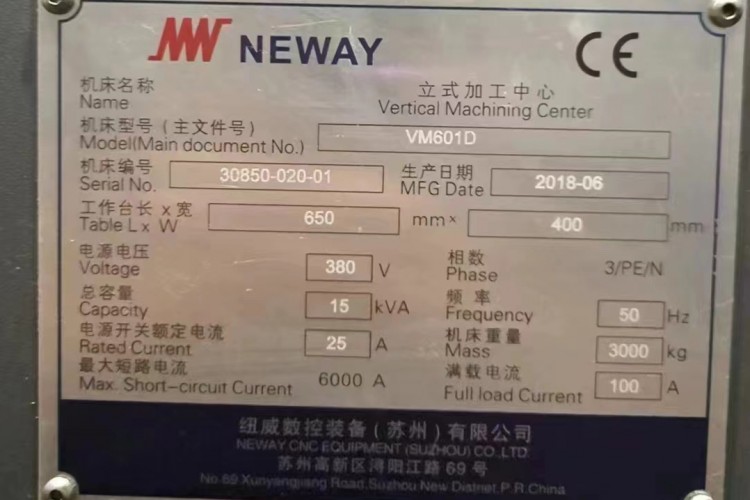 NEWAY CE
机床名称 立式加工中心
Name Vertical Machining Center
机床型号(主文件号)
Model(Main document No.) VM601D
机床编号 生产日期
Serial No. 30850-020-01 MFG Date 2018-06
工作台长 x 宽
Table L x W 650 mm× 400 mm
电源电压 相数
Voltage 380 V Phase 3/PE/N
总容量 频率
Capacity 15 kVA Frequency 50 Hz
电源开关额定电流 机床重量
Rated Current 25 A Mass 3000 kg
最大短路电流 满载电流
Max. Short-circuit Current 6000 A Full load Current 100 A
纽威数控装备(苏州)有限公司
NEWAY CNC EQUIPMENT (SUZHOU) CO.,LTD.
苏州高新区浔阳江路 69 号
No.69 Xunyangjiang Road,Suzhou New District,P.R.China